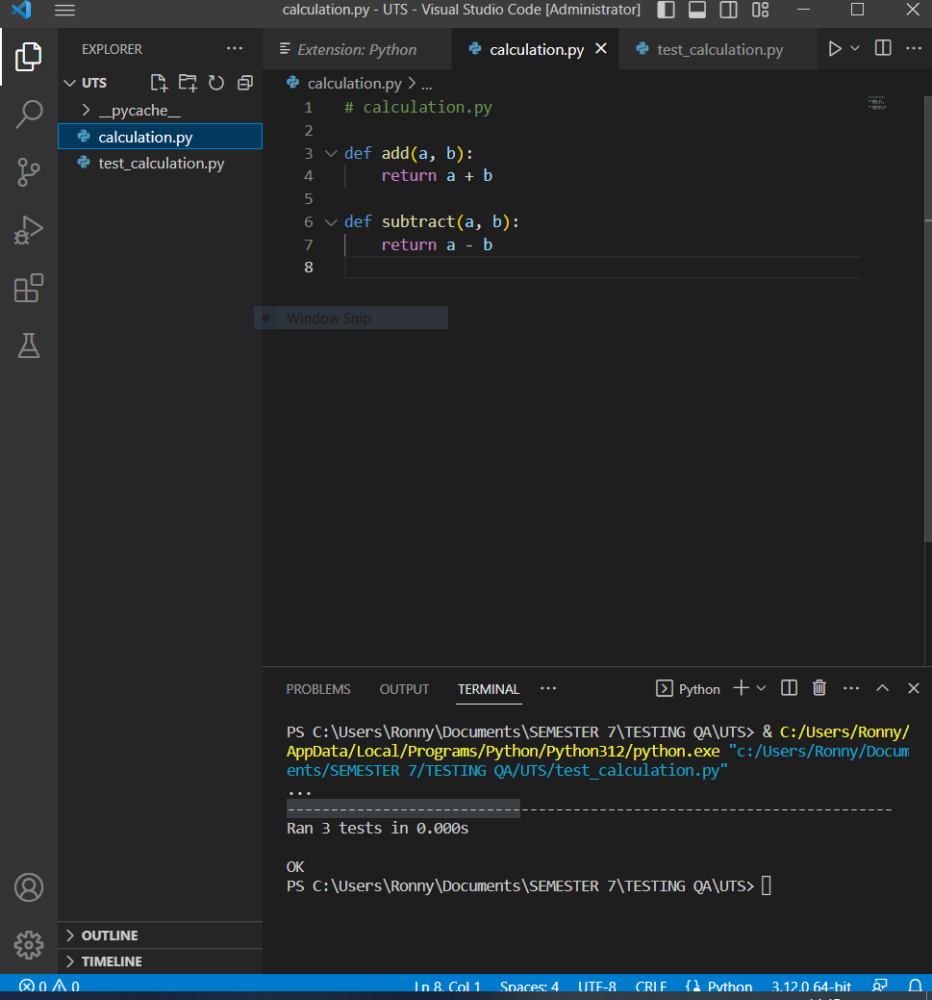 calculation.py - UTS - Visual Studio Code [Administrator]
EXPLORER
UTS
__pycache__
calculation.py
test_calculation.py
OUTLINE
TIMELINE
Extension: Python
calculation.py
test_calculation.py
calculation.py > ...
1 # calculation.py
2
3 def add(a, b):
4 return a + b
5
6 def subtract(a, b):
7 return a - b
8
Window Snip
PROBLEMS OUTPUT TERMINAL ... Python
PS C:\Users\Ronny\Documents\SEMESTER 7\TESTING QA\UTS> & C:/Users/Ronny/
AppData/Local/Programs/Python/Python312/python.exe "c:/Users/Ronny/Docum
ents/SEMESTER 7/TESTING QA/UTS/test_calculation.py"
...
----------------------------------------------------------------------
Ran 3 tests in 0.000s
OK
PS C:\Users\Ronny\Documents\SEMESTER 7\TESTING QA\UTS>
0 0 Ln 8, Col 1 Spaces: 4 UTF-8 CRLF Python 3.12.0 64-bit